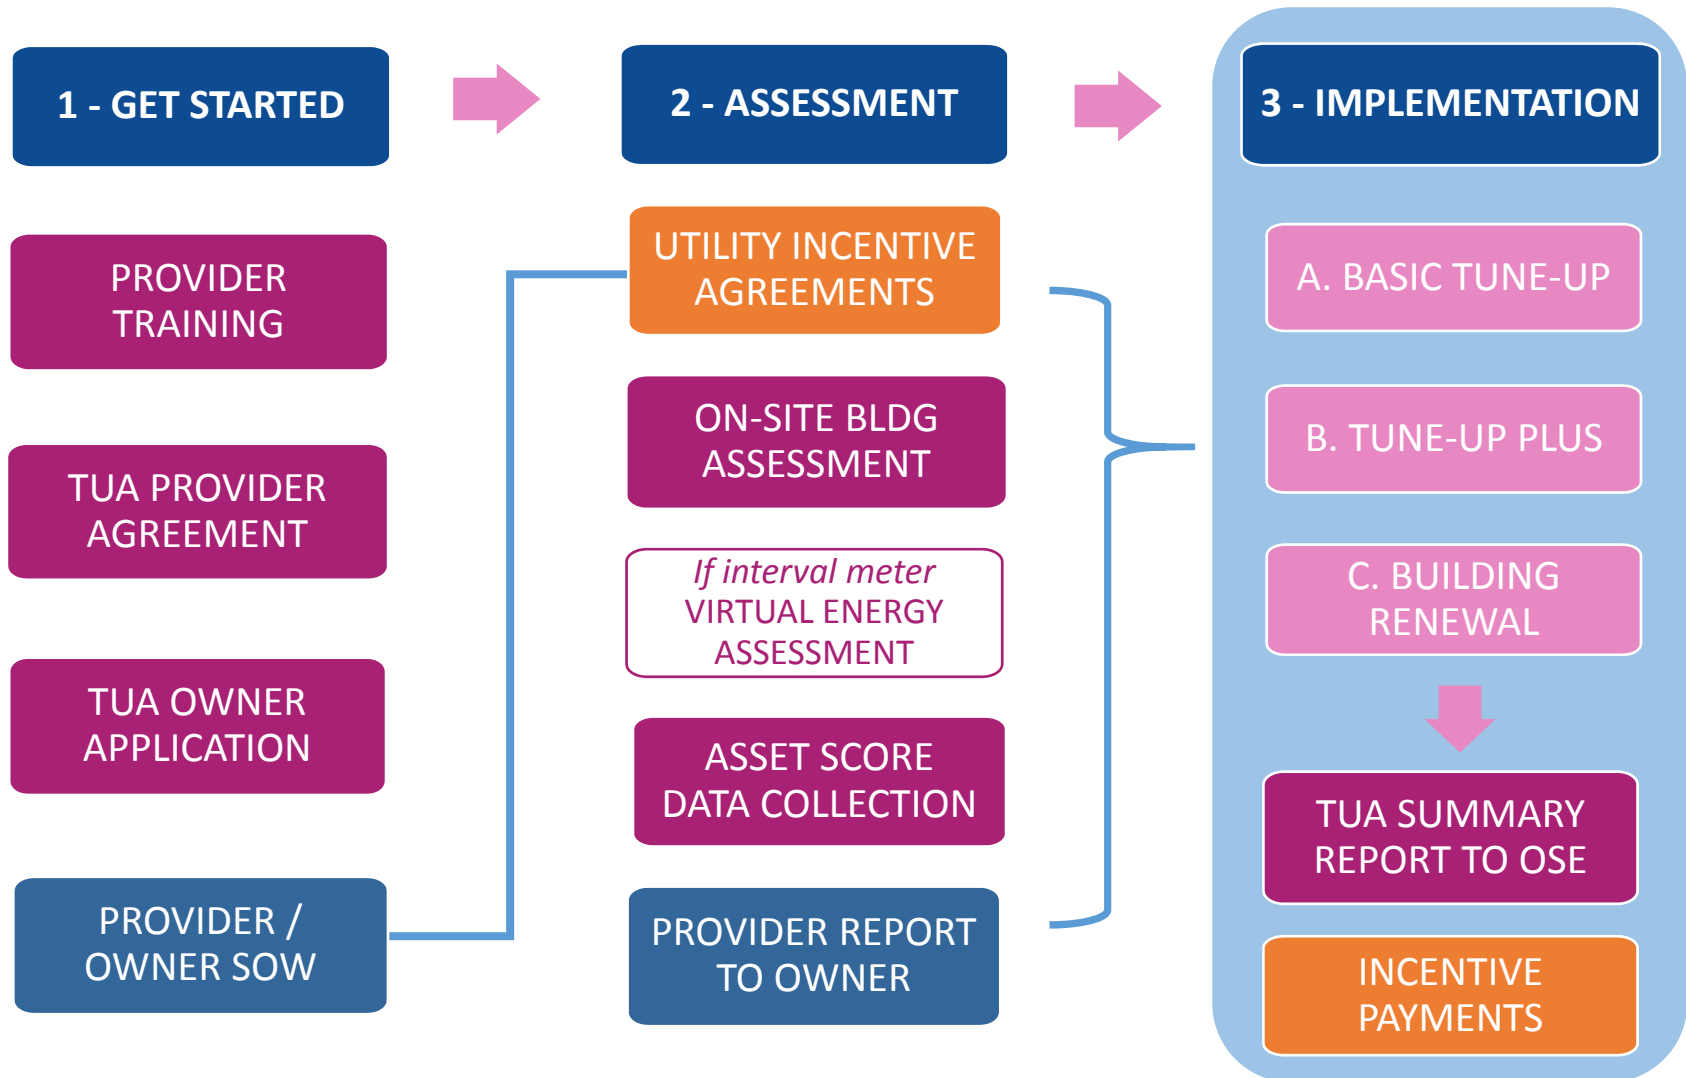 1 - GET STARTED
PROVIDER
TRAINING
TUA PROVIDER
AGREEMENT
TUA OWNER
APPLICATION
PROVIDER /
OWNER SOW
2 - ASSESSMENT
UTILITY INCENTIVE
AGREEMENTS
ON-SITE BLDG
ASSESSMENT
If interval meter
VIRTUAL ENERGY
ASSESSMENT
ASSET SCORE
DATA COLLECTION
PROVIDER REPORT
TO OWNER
3 - IMPLEMENTATION
A. BASIC TUNE-UP
B. TUNE-UP PLUS
C. BUILDING
RENEWAL
TUA SUMMARY
REPORT TO OSE
INCENTIVE
PAYMENTS